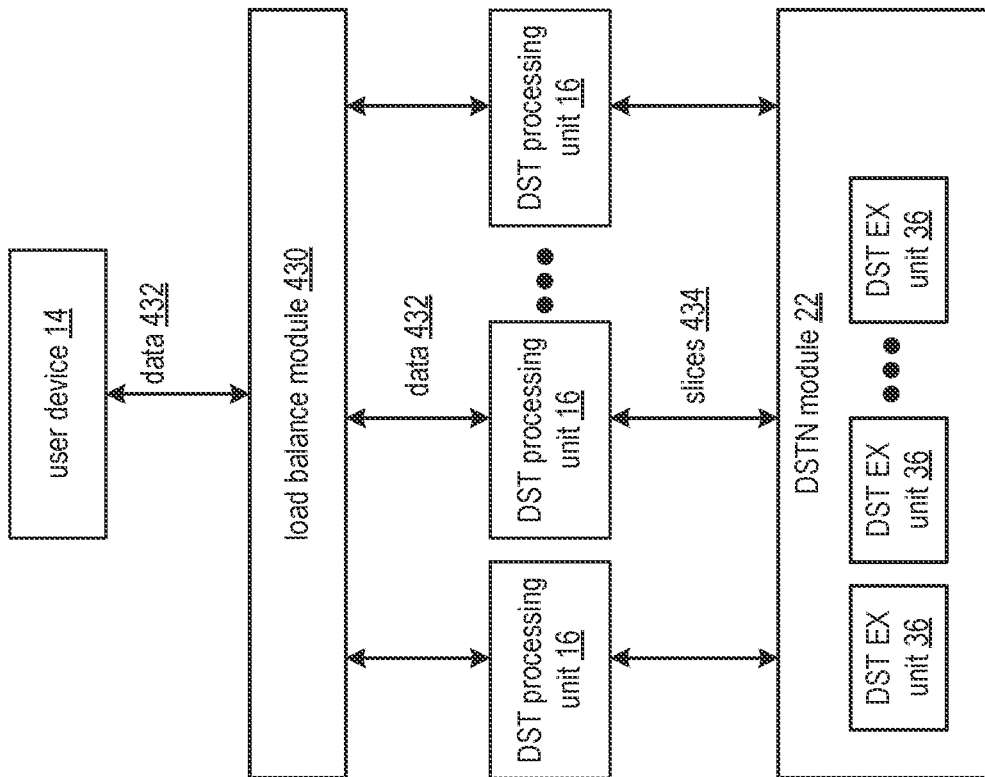 user device 14
data 432
load balance module 430
data 432
DST processing
unit 16
DST processing
unit 16
DST processing
unit 16
slices 434
DSTN module 22
DST EX
unit 36
DST EX
unit 36
DST EX
unit 36